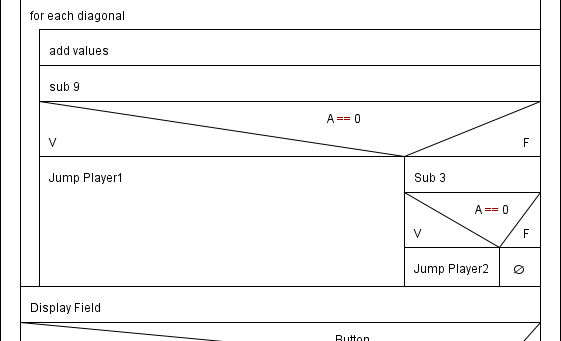 for each diagonal
add values
sub 9
A == 0
V F
Jump Player1
Sub 3
A == 0
V F
Jump Player2 ∅
Display Field
Button